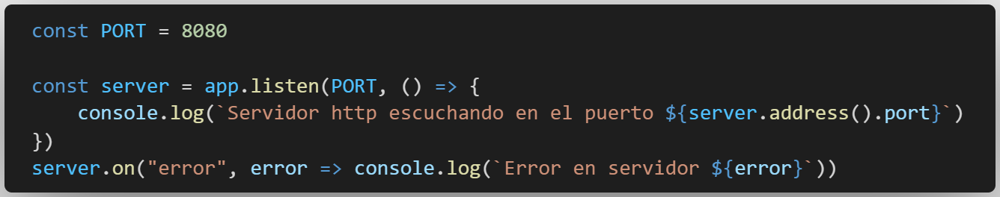 const PORT = 8080
const server = app.listen(PORT, () => {
    console.log(`Servidor http escuchando en el puerto ${server.address().port}`)
})
server.on("error", error => console.log(`Error en servidor ${error}`))